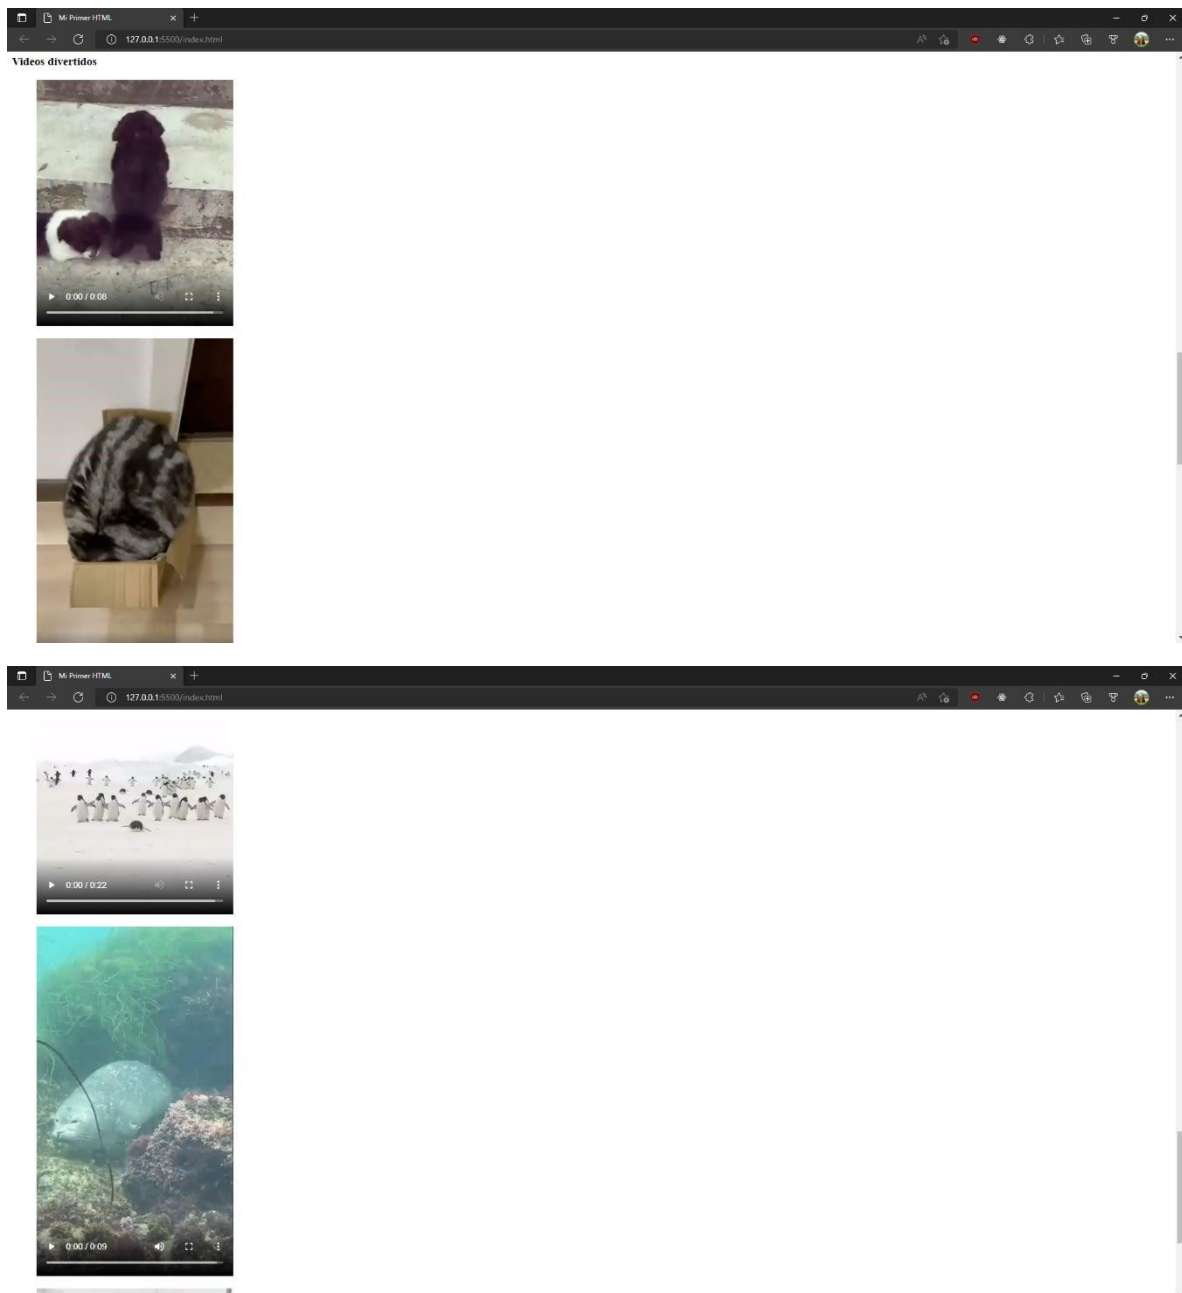 Mi Primer HTML
127.0.0.1:5500/index.html
Videos divertidos
0:00 / 0:08
Mi Primer HTML
127.0.0.1:5500/index.html
0:00 / 0:22
0:00 / 0:09